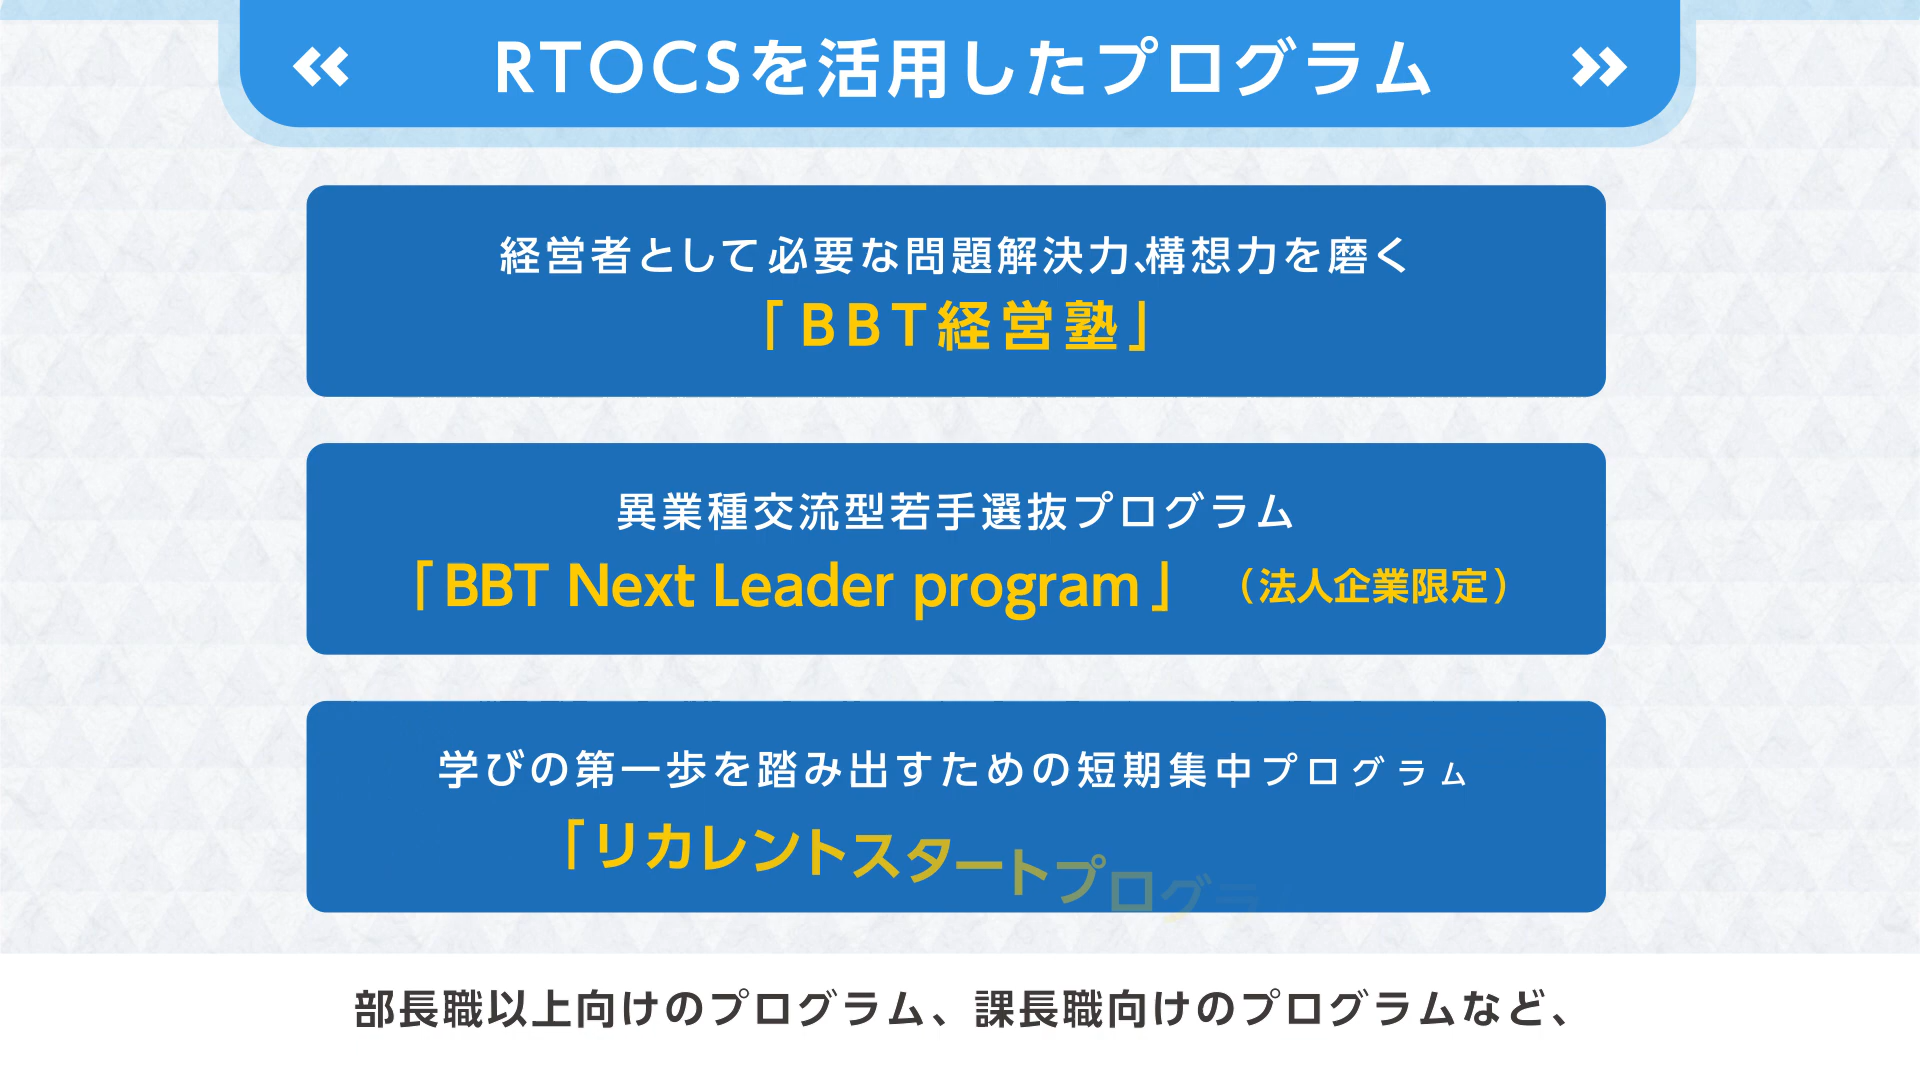 RTOCSを活用したプログラム
経営者として必要な問題解決力、構想力を磨く
「BBT経営塾」
異業種交流型若手選抜プログラム
「BBT Next Leader program」 （法人企業限定）
学びの第一歩を踏み出すための短期集中プログラム
「リカレントスタートプログラ
部長職以上向けのプログラム、課長職向けのプログラムなど、